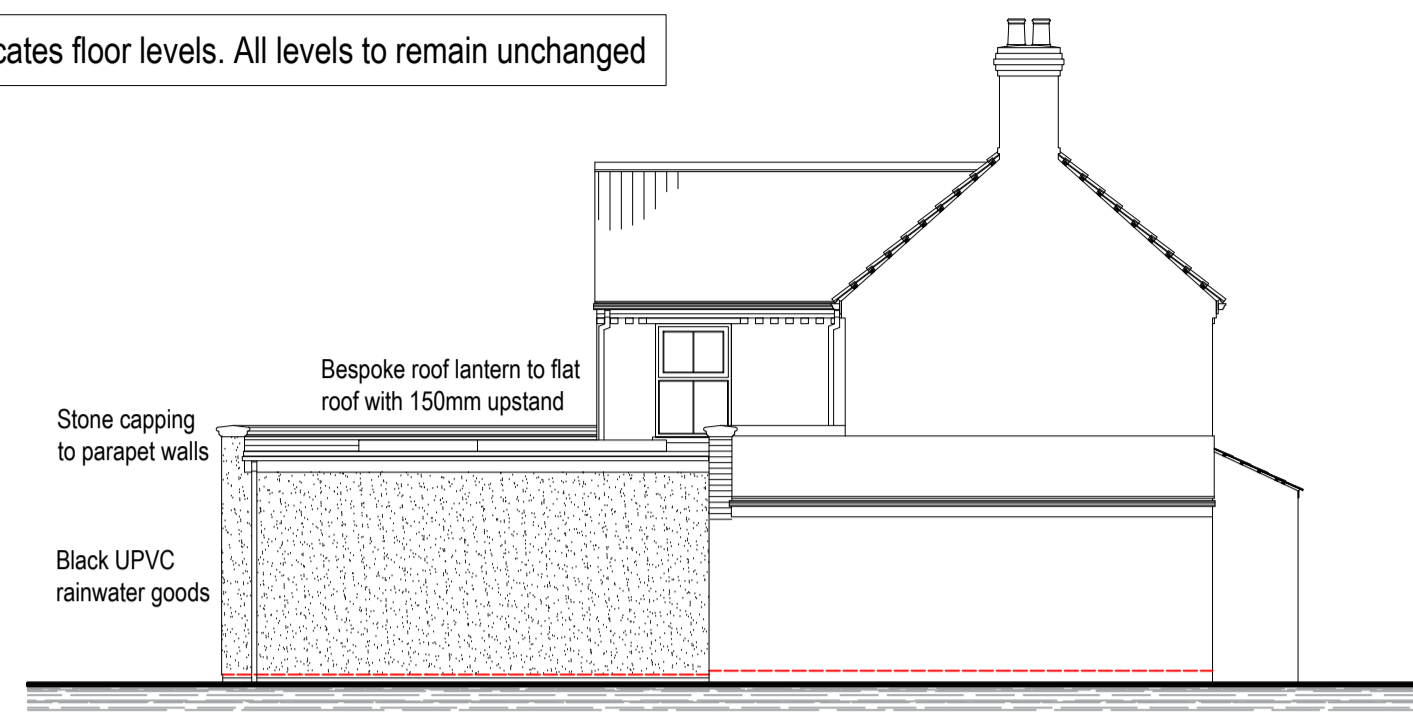 floor levels. All levels to remain unchanged
Bespoke roof lantern to flat
roof with 150mm upstand
Stone capping
to parapet walls
Black UPVC
rainwater goods